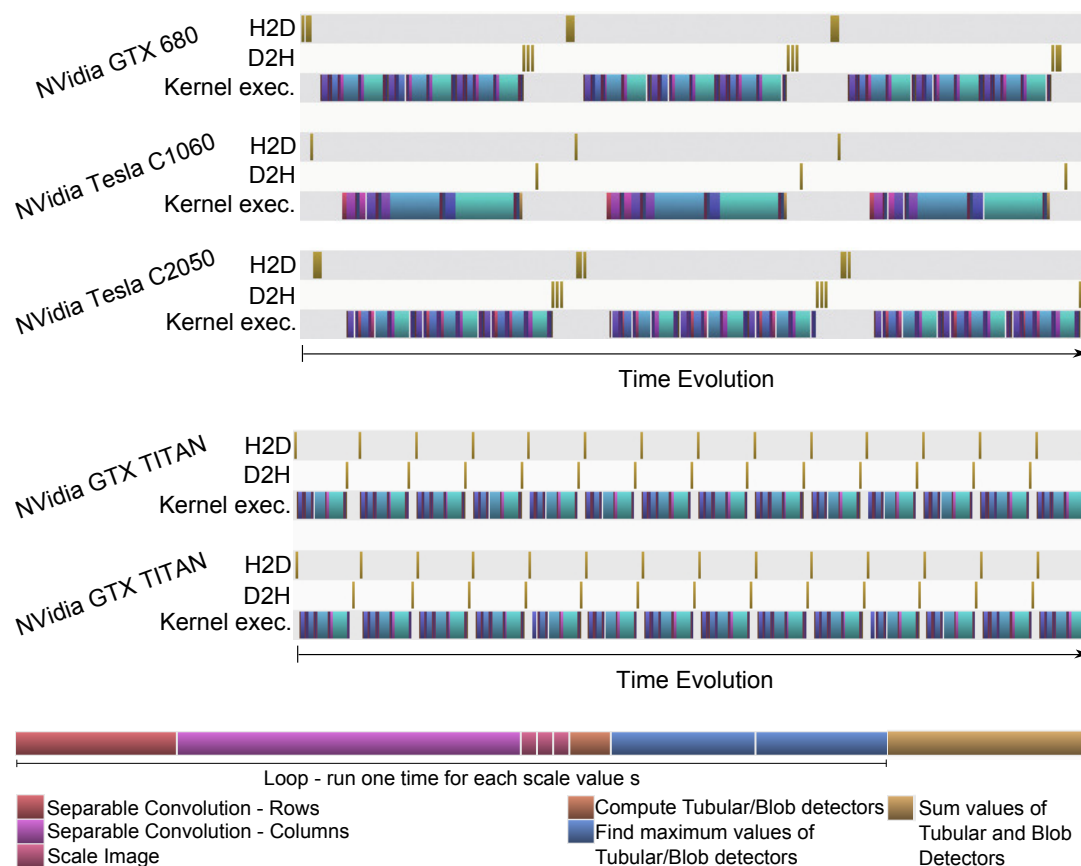 NVidia GTX 680
H2D
D2H
Kernel exec.
NVidia Tesla C1060
H2D
D2H
Kernel exec.
NVidia Tesla C2050
H2D
D2H
Kernel exec.
Time Evolution
NVidia GTX TITAN
H2D
D2H
Kernel exec.
NVidia GTX TITAN
H2D
D2H
Kernel exec.
Time Evolution
Loop - run one time for each scale value s
Separable Convolution - Rows
Separable Convolution - Columns
Scale Image
Compute Tubular/Blob detectors
Find maximum values of
Tubular/Blob detectors
Sum values of
Tubular and Blob
Detectors